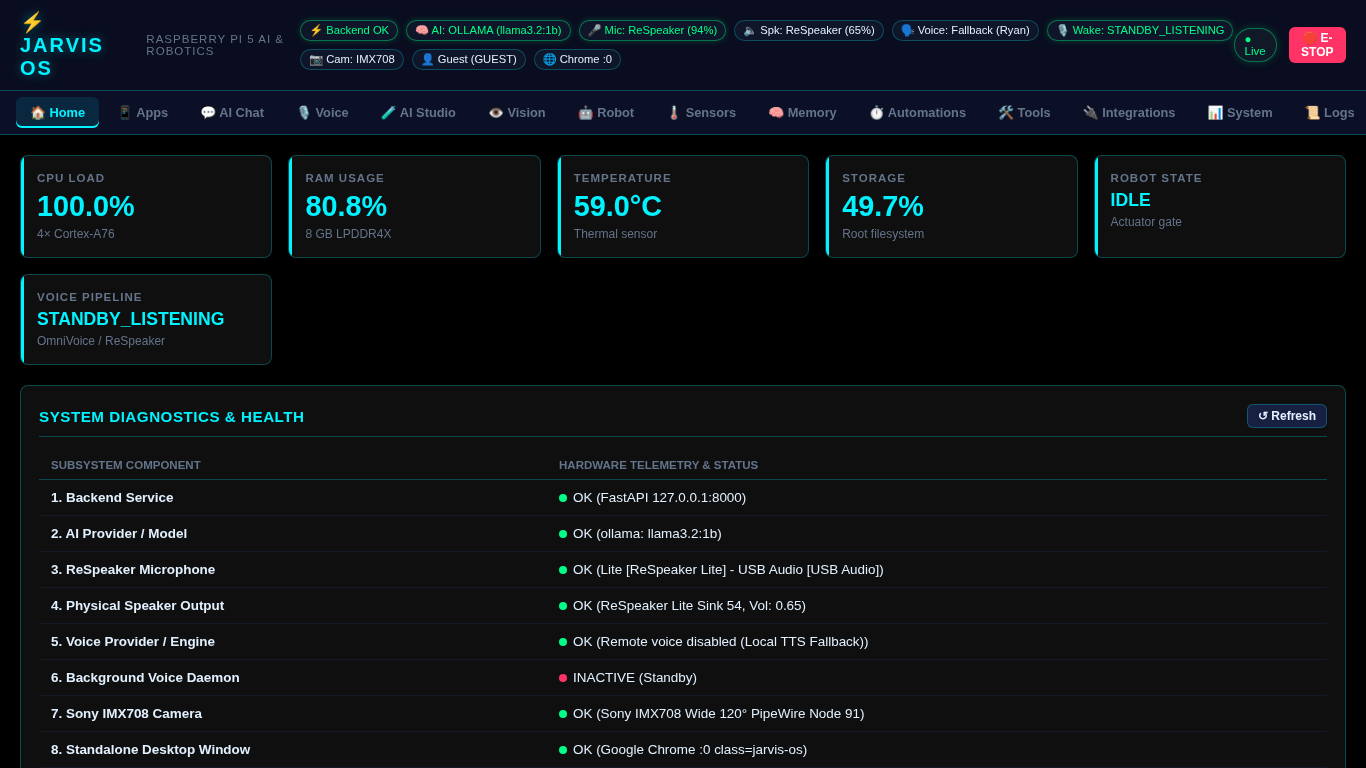 ⚡ JARVIS OS
RASPBERRY PI 5 AI & ROBOTICS
⚡ Backend OK
🧠 AI: OLLAMA (llama3.2:1b)
🎤 Mic: ReSpeaker (94%)
🔈 Spk: ReSpeaker (65%)
🗣️ Voice: Fallback (Ryan)
🎙️ Wake: STANDBY_LISTENING
📷 Cam: IMX708
👤 Guest (GUEST)
🌐 Chrome :0
● Live
🛑 E-STOP
🏠 Home
📱 Apps
💬 AI Chat
🎙️ Voice
🧪 AI Studio
👁️ Vision
🤖 Robot
🌡️ Sensors
🧠 Memory
⏱️ Automations
🛠️ Tools
🔌 Integrations
📊 System
📜 Logs
CPU LOAD
100.0%
4× Cortex-A76
RAM USAGE
80.8%
8 GB LPDDR4X
TEMPERATURE
59.0°C
Thermal sensor
STORAGE
49.7%
Root filesystem
ROBOT STATE
IDLE
Actuator gate
VOICE PIPELINE
STANDBY_LISTENING
OmniVoice / ReSpeaker
SYSTEM DIAGNOSTICS & HEALTH
↺ Refresh
SUBSYSTEM COMPONENT HARDWARE TELEMETRY & STATUS
1. Backend Service OK (FastAPI 127.0.0.1:8000)
2. AI Provider / Model OK (ollama: llama3.2:1b)
3. ReSpeaker Microphone OK (Lite [ReSpeaker Lite] - USB Audio [USB Audio])
4. Physical Speaker Output OK (ReSpeaker Lite Sink 54, Vol: 0.65)
5. Voice Provider / Engine OK (Remote voice disabled (Local TTS Fallback))
6. Background Voice Daemon INACTIVE (Standby)
7. Sony IMX708 Camera OK (Sony IMX708 Wide 120° PipeWire Node 91)
8. Standalone Desktop Window OK (Google Chrome :0 class=jarvis-os)